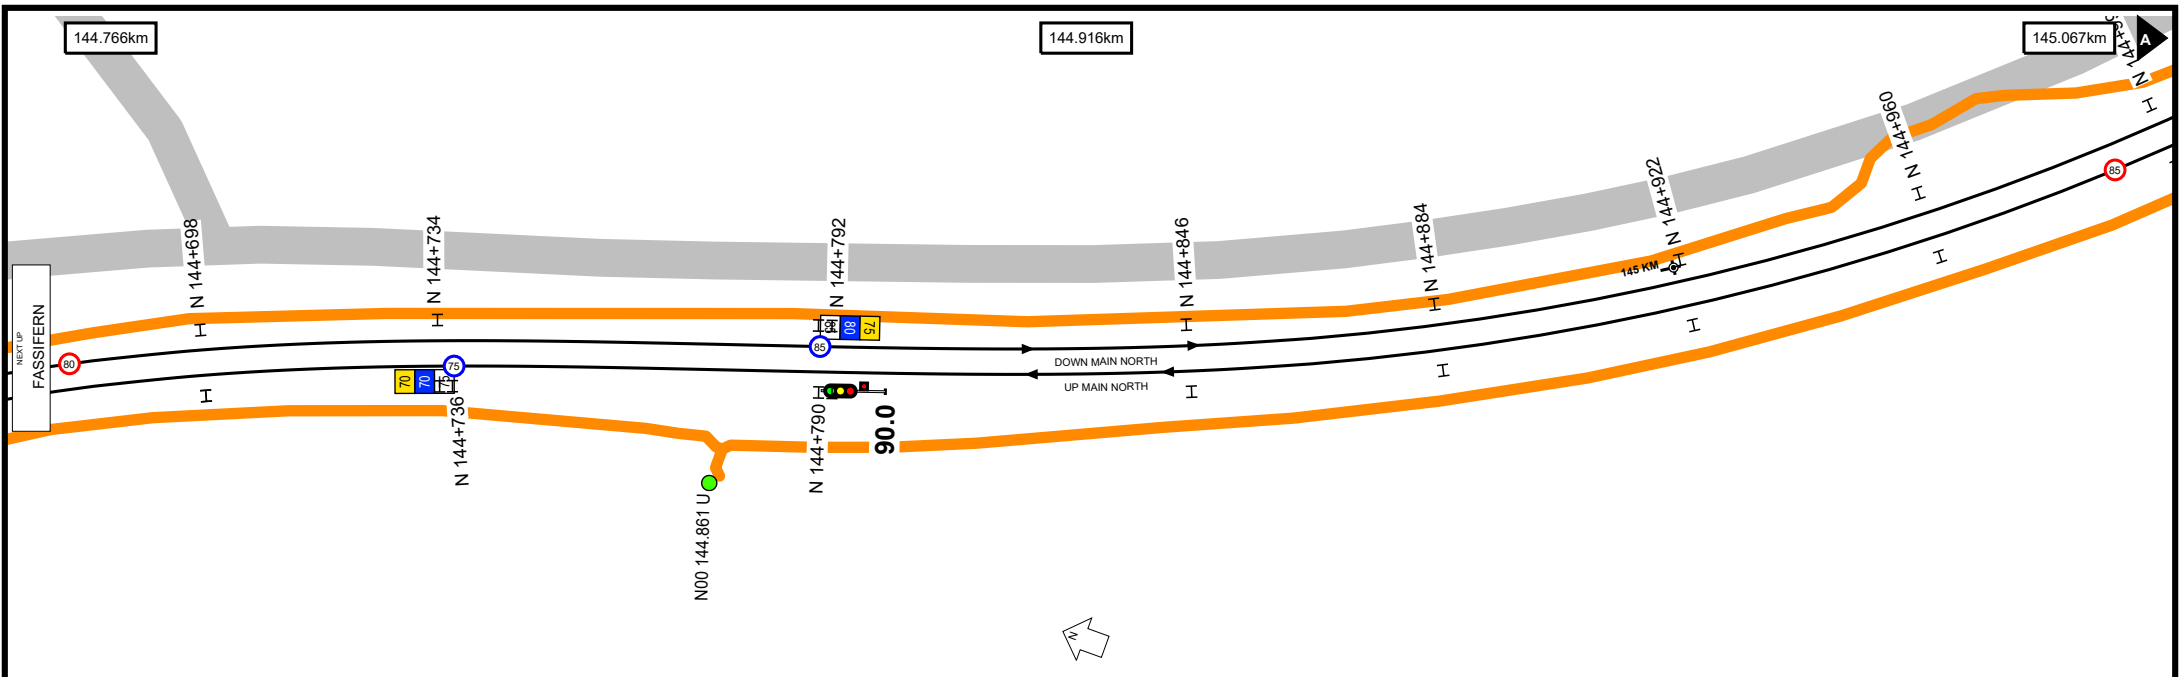 144.766km
144.916km
145.067km
A
N 144+698
N 144+734
N 144+792
N 144+846
N 144+884
N 144+922
N 144+960
145 KM
85
NEXT UP
FASSIFERN
80
75
70
70
75
85
80
75
85
DOWN MAIN NORTH
UP MAIN NORTH
N 144+736
N 144+790
90.0
N00 144.861 U
N